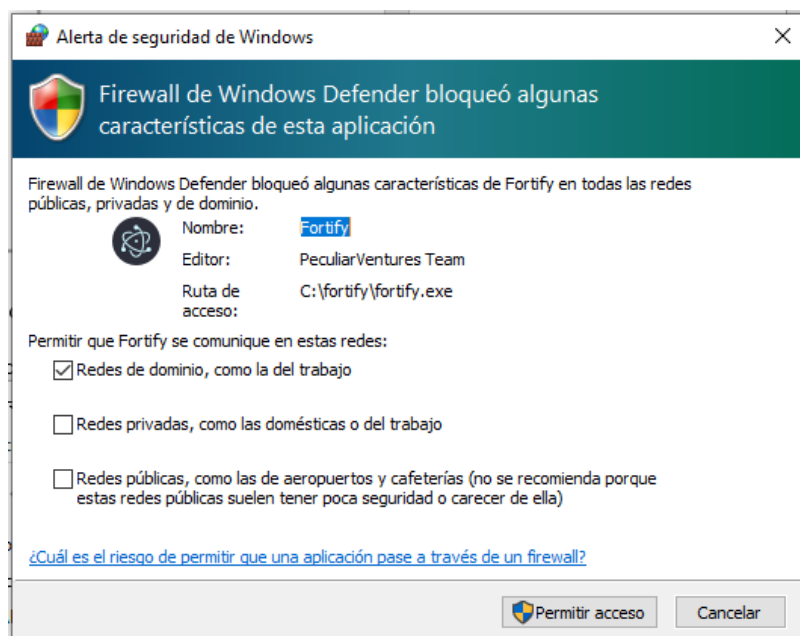 Alerta de seguridad de Windows
Firewall de Windows Defender bloqueó algunas
características de esta aplicación
Firewall de Windows Defender bloqueó algunas características de Fortify en todas las redes
públicas, privadas y de dominio.
Nombre: Fortify
Editor: PeculiarVentures Team
Ruta de C:\fortify\fortify.exe
acceso:
Permitir que Fortify se comunique en estas redes:
Redes de dominio, como la del trabajo
Redes privadas, como las domésticas o del trabajo
Redes públicas, como las de aeropuertos y cafeterías (no se recomienda porque
estas redes públicas suelen tener poca seguridad o carecer de ella)
¿Cuál es el riesgo de permitir que una aplicación pase a través de un firewall?
Permitir acceso Cancelar